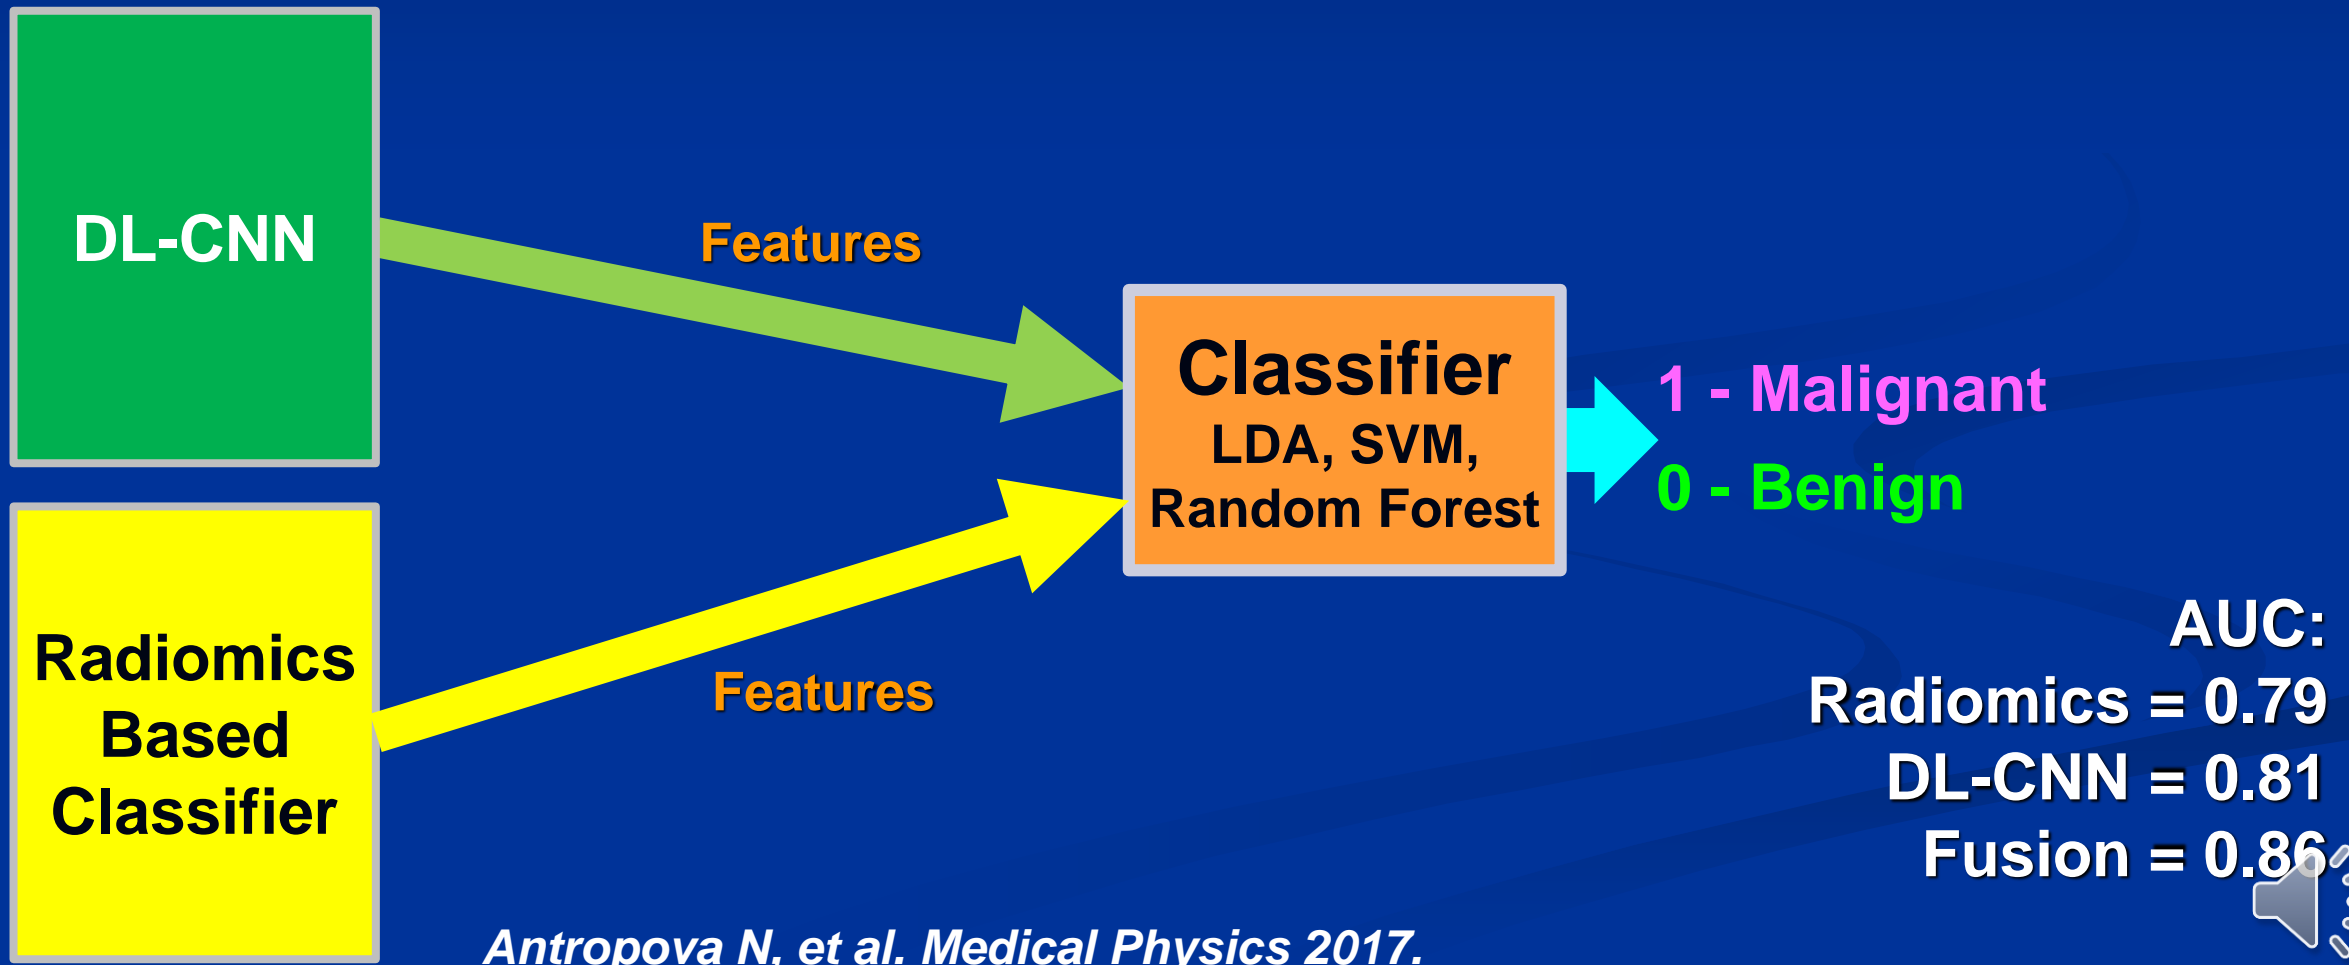 DL-CNN
Features
Radiomics
Based
Classifier
Features
Classifier
LDA, SVM,
Random Forest
1 - Malignant
0 - Benign
AUC:
Radiomics = 0.79
DL-CNN = 0.81
Fusion = 0.86
Antropova N, et al. Medical Physics 2017.